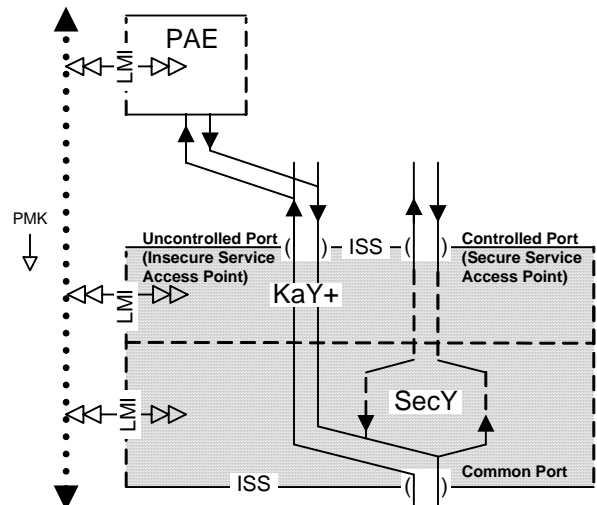 PAE
LMI
PMK
Uncontrolled Port
(Insecure Service
Access Point)
( ) ISS ( )
Controlled Port
(Secure Service
Access Point)
KaY+
LMI
SecY
LMI
Common Port
ISS ( )